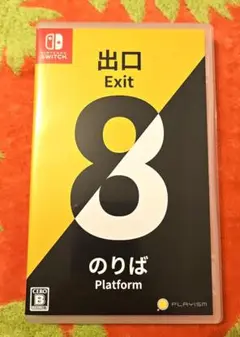 NINTENDO
SWITCH
出口
Exit
8
のりば
Platform
CERO
B
PLAYISM